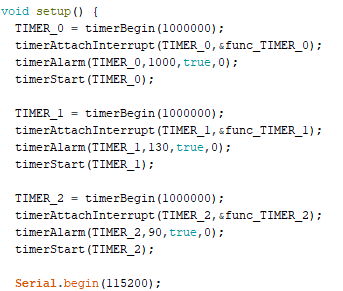 void setup() {
  TIMER_0 = timerBegin(1000000);
  timerAttachInterrupt(TIMER_0,&func_TIMER_0);
  timerAlarm(TIMER_0,1000,true,0);
  timerStart(TIMER_0);

  TIMER_1 = timerBegin(1000000);
  timerAttachInterrupt(TIMER_1,&func_TIMER_1);
  timerAlarm(TIMER_1,130,true,0);
  timerStart(TIMER_1);

  TIMER_2 = timerBegin(1000000);
  timerAttachInterrupt(TIMER_2,&func_TIMER_2);
  timerAlarm(TIMER_2,90,true,0);
  timerStart(TIMER_2);

  Serial.begin(115200);